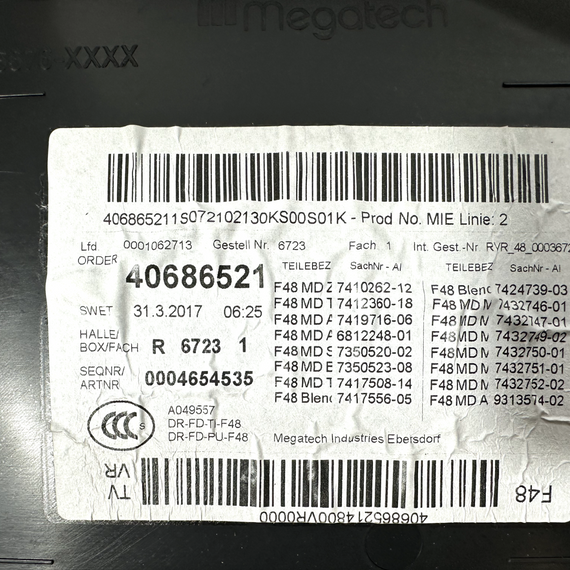 Megatech
XXXX
406865211S072102130KS00S01K - Prod No. MIE Linie: 2
Lfd 0001062713 Gestell Nr. 6723 Fach 1 Int. Gest.-Nr RVR_48_0003672
ORDER 40686521
SWET 31.3.2017 06:25
HALLE/
BOX/FACH R 6723 1
SEQNR/
ARTNR 0004654535
TEILEBEZ SachNr - AI
F48 MD Z 7410262-12
F48 MD T 7412360-18
F48 MD A 7419716-06
F48 MD A 6812248-01
F48 MD S 7350520-02
F48 MD E 7350523-08
F48 MD T 7417508-14
F48 Blend 7417556-05
TEILEBEZ SachNr - AI
F48 Blend 7424739-03
F48 MD M 7432746-01
F48 MD M 7432147-01
F48 MD M 7432749-02
F48 MD M 7432750-01
F48 MD M 7432751-01
F48 MD M 7432752-02
F48 MD A 9313574-02
CCC S
A049557
DR-FD-TI-F48
DR-FD-PU-F48
Megatech Industries Ebersdorf
TV
VR
F48
406865214800VR0000